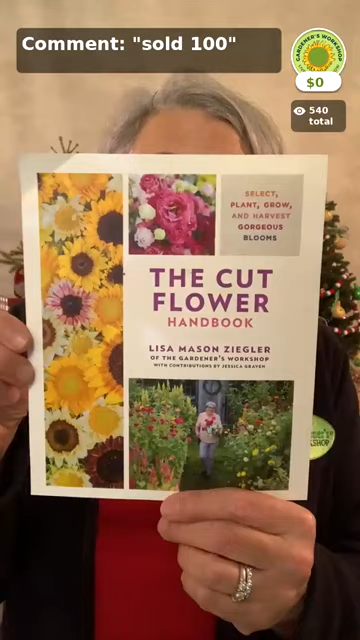 Comment: "sold 100"
GARDENER'S WORKSHOP
$0
540
total
SELECT,
PLANT, GROW,
AND HARVEST
GORGEOUS
BLOOMS
THE CUT
FLOWER
HANDBOOK
LISA MASON ZIEGLER
OF THE GARDENER'S WORKSHOP
WITH CONTRIBUTIONS BY JESSICA GRAVEN